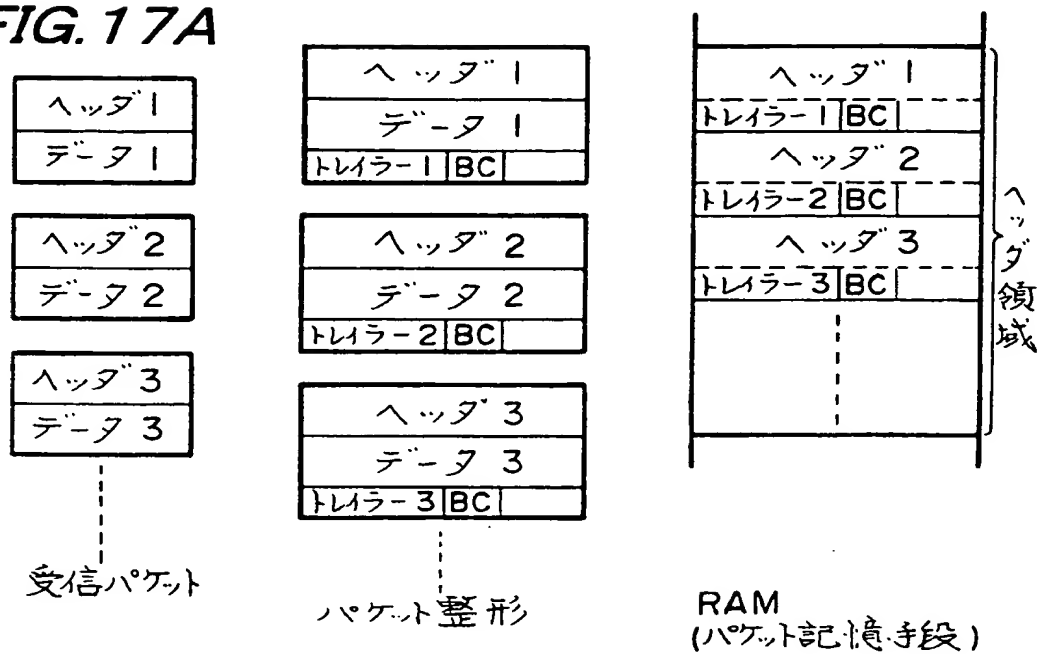 FIG. 17A
ヘッダ 1
データ 1
ヘッダ 2
データ 2
ヘッダ 3
データ 3
受信パケット
ヘッダ 1
データ 1
トレイラー1 BC
ヘッダ 2
データ 2
トレイラー2 BC
ヘッダ 3
データ 3
トレイラー3 BC
パケット整形
ヘッダ 1
トレイラー1 BC
ヘッダ 2
トレイラー2 BC
ヘッダ 3
トレイラー3 BC
ヘッダ領域
RAM
(パケット記憶手段)